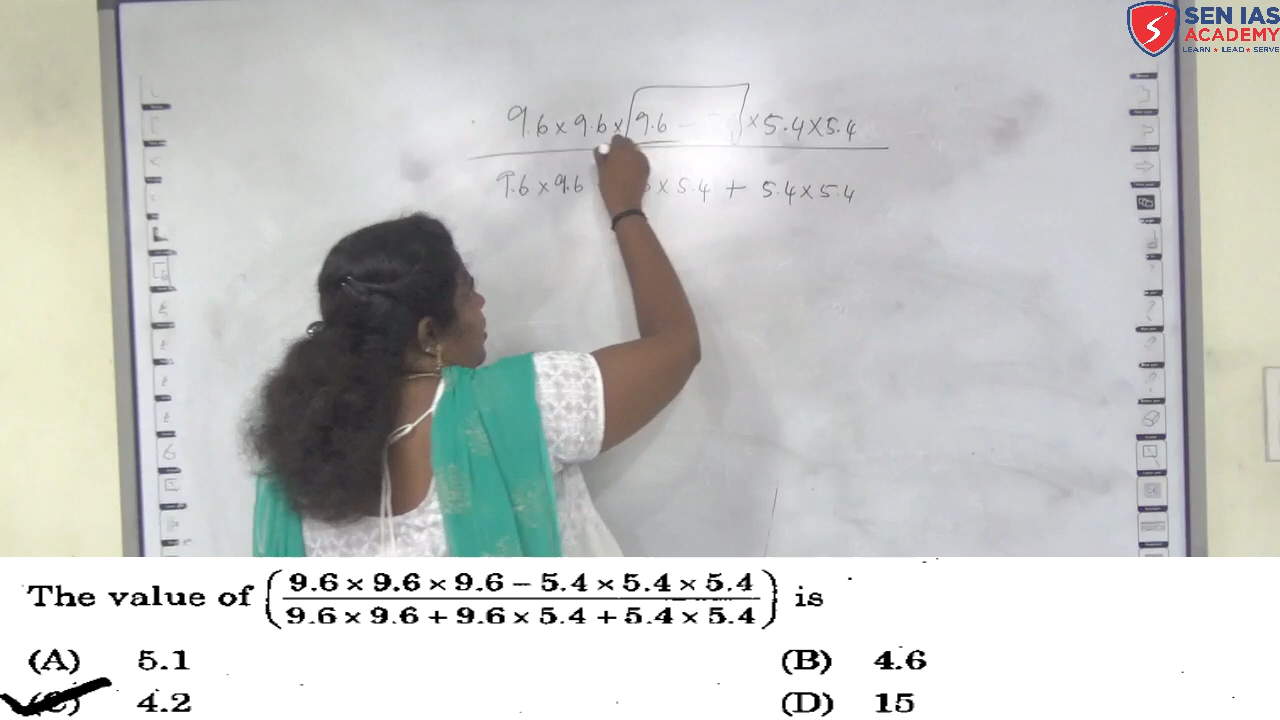 SEN IAS
ACADEMY
LEARN ★ LEAD ★ SERVE
9.6 × 9.6 × 9.6 − × 5.4 × 5.4
9.6 × 9.6 × 5.4 + 5.4 × 5.4
The value of (9.6 × 9.6 × 9.6 − 5.4 × 5.4 × 5.4 / 9.6 × 9.6 + 9.6 × 5.4 + 5.4 × 5.4) is
(A) 5.1 (B) 4.6
(C) 4.2 (D) 15